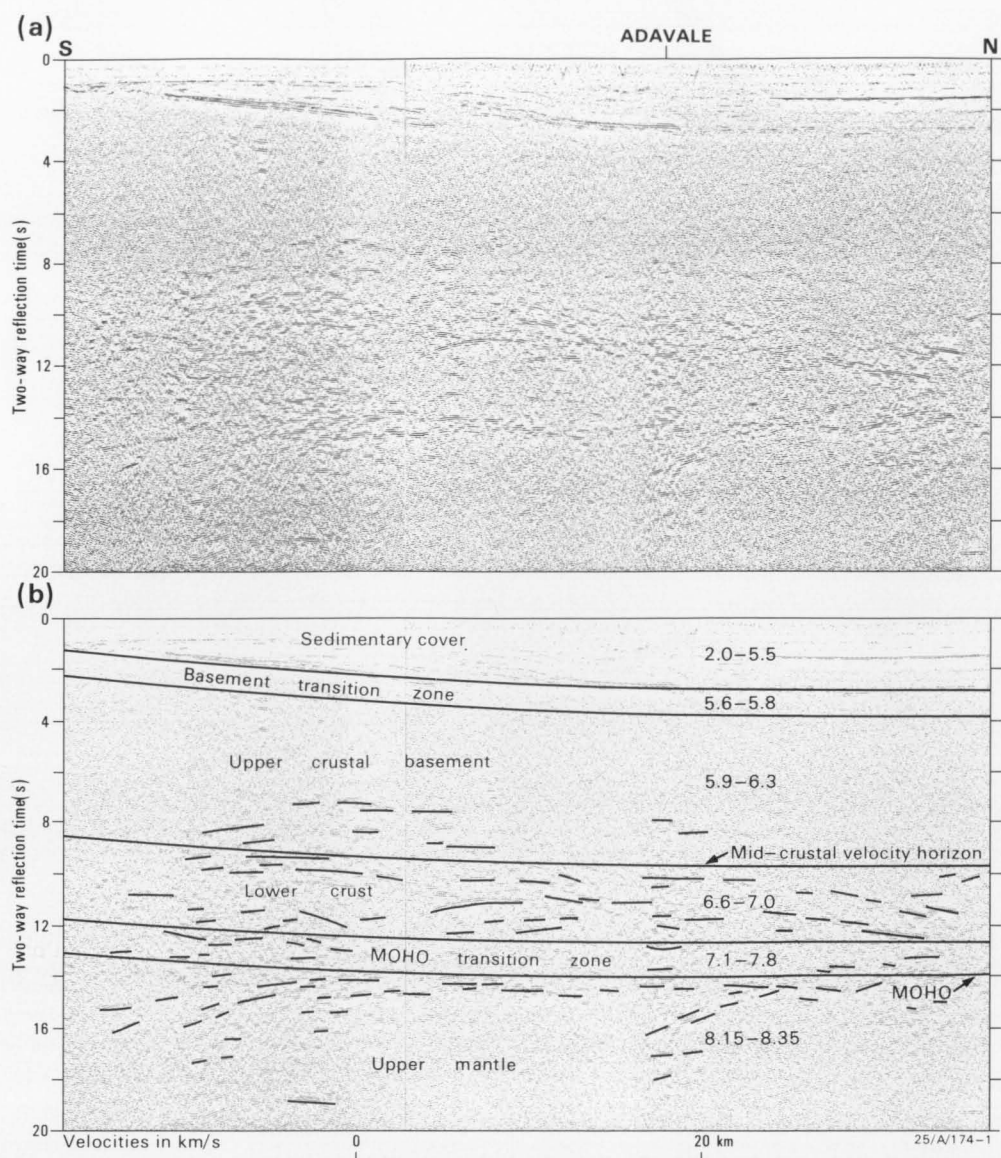 (a)
S
ADAVALE
N
0
4
8
12
16
20
Two-way reflection time(s)
(b)
0
4
8
12
16
20
Two-way reflection time(s)
Sedimentary cover
2.0–5.5
Basement transition zone
5.6–5.8
Upper crustal basement
5.9–6.3
Mid–crustal velocity horizon
Lower crust
6.6–7.0
MOHO transition zone
7.1–7.8
MOHO
8.15–8.35
Upper mantle
Velocities in km/s
0
20 km
25/A/174–1